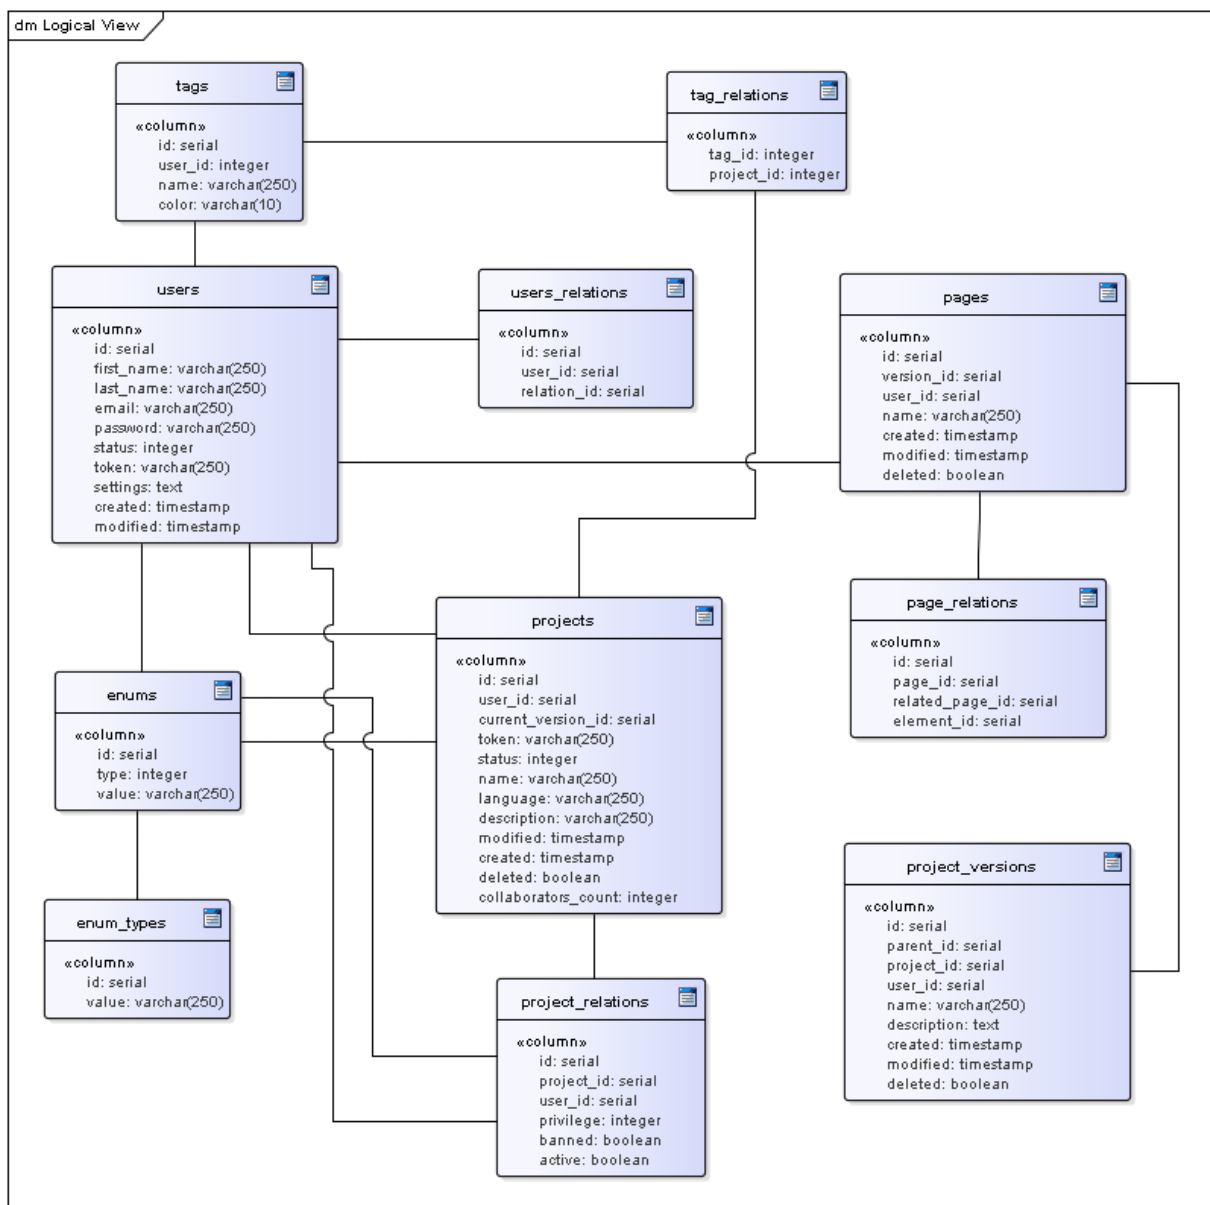 dm Logical View
tags
«column»
id: serial
user_id: integer
name: varchar(250)
color: varchar(10)
tag_relations
«column»
tag_id: integer
project_id: integer
users
«column»
id: serial
first_name: varchar(250)
last_name: varchar(250)
email: varchar(250)
password: varchar(250)
status: integer
token: varchar(250)
settings: text
created: timestamp
modified: timestamp
users_relations
«column»
id: serial
user_id: serial
relation_id: serial
pages
«column»
id: serial
version_id: serial
user_id: serial
name: varchar(250)
created: timestamp
modified: timestamp
deleted: boolean
page_relations
«column»
id: serial
page_id: serial
related_page_id: serial
element_id: serial
projects
«column»
id: serial
user_id: serial
current_version_id: serial
token: varchar(250)
status: integer
name: varchar(250)
language: varchar(250)
description: varchar(250)
modified: timestamp
created: timestamp
deleted: boolean
collaborators_count: integer
enums
«column»
id: serial
type: integer
value: varchar(250)
enum_types
«column»
id: serial
value: varchar(250)
project_relations
«column»
id: serial
project_id: serial
user_id: serial
privilege: integer
banned: boolean
active: boolean
project_versions
«column»
id: serial
parent_id: serial
project_id: serial
user_id: serial
name: varchar(250)
description: text
created: timestamp
modified: timestamp
deleted: boolean